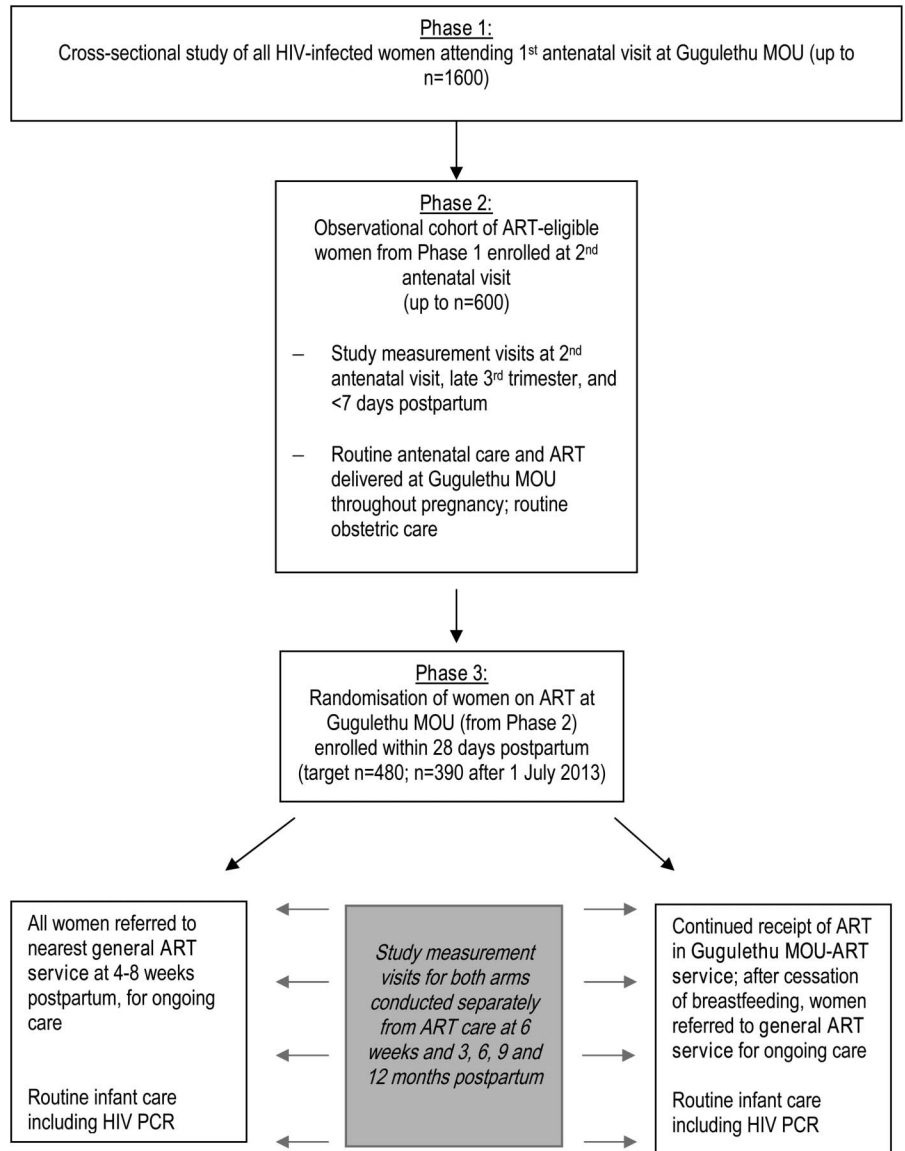 Phase 1:
Cross-sectional study of all HIV-infected women attending 1st antenatal visit at Gugulethu MOU (up to
n=1600)
Phase 2:
Observational cohort of ART-eligible
women from Phase 1 enrolled at 2nd
antenatal visit
(up to n=600)
– Study measurement visits at 2nd
antenatal visit, late 3rd trimester, and
<7 days postpartum
– Routine antenatal care and ART
delivered at Gugulethu MOU
throughout pregnancy; routine
obstetric care
Phase 3:
Randomisation of women on ART at
Gugulethu MOU (from Phase 2)
enrolled within 28 days postpartum
(target n=480; n=390 after 1 July 2013)
All women referred to
nearest general ART
service at 4-8 weeks
postpartum, for ongoing
care
Routine infant care
including HIV PCR
Study measurement
visits for both arms
conducted separately
from ART care at 6
weeks and 3, 6, 9 and
12 months postpartum
Continued receipt of ART
in Gugulethu MOU-ART
service; after cessation
of breastfeeding, women
referred to general ART
service for ongoing care
Routine infant care
including HIV PCR